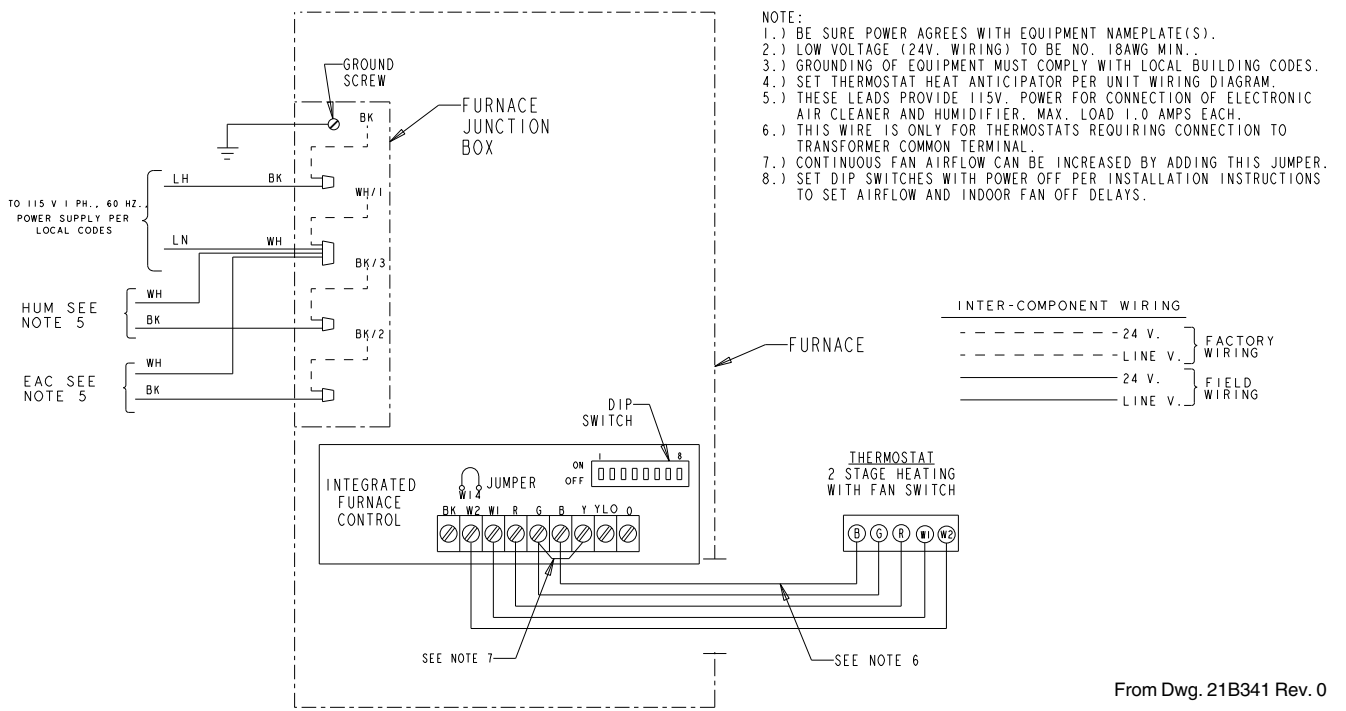 NOTE:
1.) BE SURE POWER AGREES WITH EQUIPMENT NAMEPLATE(S).
2.) LOW VOLTAGE (24V. WIRING) TO BE NO. 18AWG MIN..
3.) GROUNDING OF EQUIPMENT MUST COMPLY WITH LOCAL BUILDING CODES.
4.) SET THERMOSTAT HEAT ANTICIPATOR PER UNIT WIRING DIAGRAM.
5.) THESE LEADS PROVIDE 115V. POWER FOR CONNECTION OF ELECTRONIC
AIR CLEANER AND HUMIDIFIER. MAX. LOAD 1.0 AMPS EACH.
6.) THIS WIRE IS ONLY FOR THERMOSTATS REQUIRING CONNECTION TO
TRANSFORMER COMMON TERMINAL.
7.) CONTINUOUS FAN AIRFLOW CAN BE INCREASED BY ADDING THIS JUMPER.
8.) SET DIP SWITCHES WITH POWER OFF PER INSTALLATION INSTRUCTIONS
TO SET AIRFLOW AND INDOOR FAN OFF DELAYS.
GROUND
SCREW
FURNACE
JUNCTION
BOX
BK
LH BK
WH/1
TO 115 V 1 PH., 60 HZ.,
POWER SUPPLY PER
LOCAL CODES
LN WH
BK/3
HUM SEE
NOTE 5
WH
BK
BK/2
EAC SEE
NOTE 5
WH
BK
FURNACE
INTER-COMPONENT WIRING
24 V.
LINE V.
FACTORY
WIRING
24 V.
LINE V.
FIELD
WIRING
DIP
SWITCH
1 8
ON
OFF
INTEGRATED
FURNACE
CONTROL
W14
JUMPER
BK W2 W1 R G B Y YLO O
THERMOSTAT
2 STAGE HEATING
WITH FAN SWITCH
B G R W1 W2
SEE NOTE 7
SEE NOTE 6
From Dwg. 21B341 Rev. 0